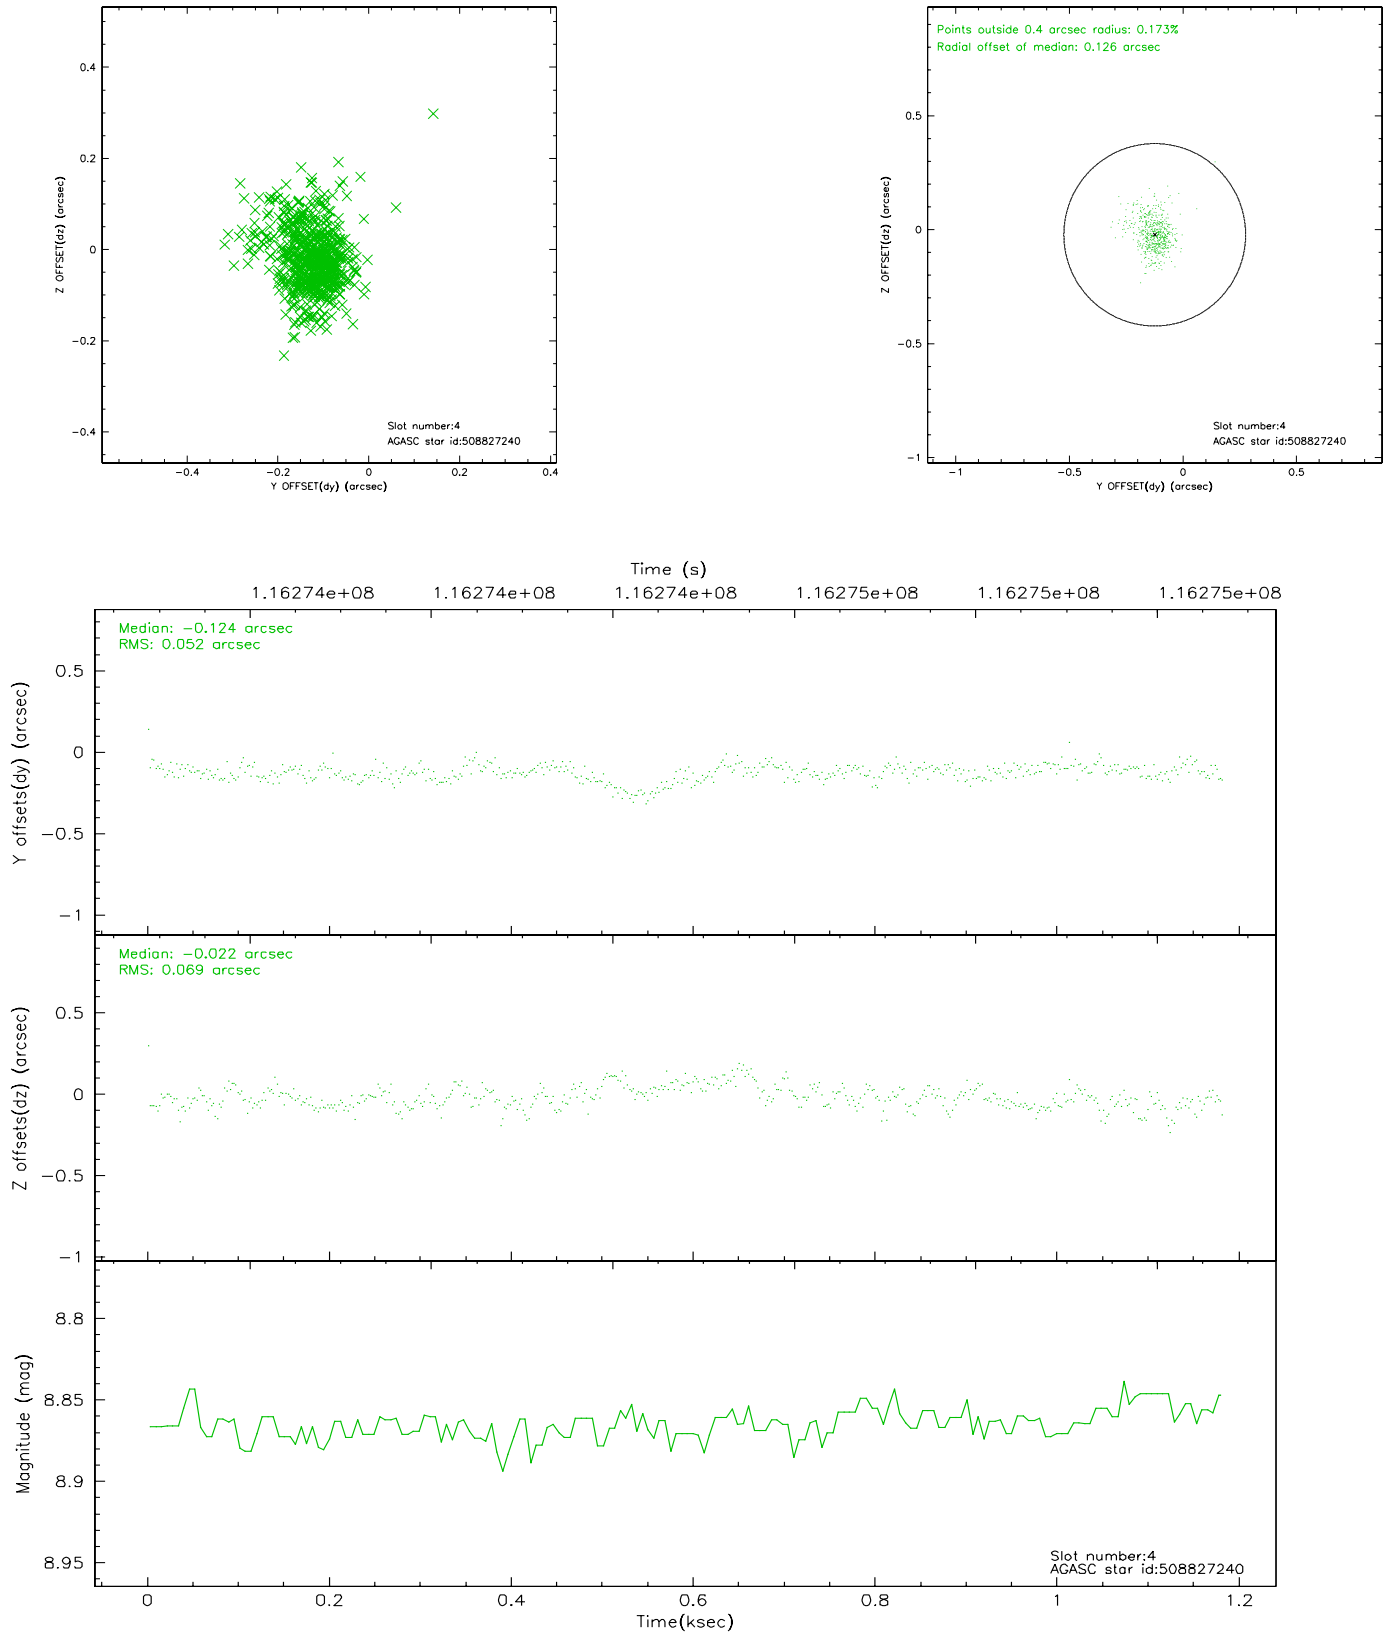 0.4
0.2
0
−0.2
−0.4
Z OFFSET(dz) (arcsec)
Slot number:4
AGASC star id:508827240
−0.4 −0.2 0 0.2 0.4
Y OFFSET(dy) (arcsec)
Points outside 0.4 arcsec radius: 0.173%
Radial offset of median: 0.126 arcsec
0.5
0
−0.5
−1
Z OFFSET(dz) (arcsec)
Slot number:4
AGASC star id:508827240
−1 −0.5 0 0.5
Y OFFSET(dy) (arcsec)
Time (s)
1.16274e+08 1.16274e+08 1.16274e+08 1.16275e+08 1.16275e+08 1.16275e+08
Median: −0.124 arcsec
RMS: 0.052 arcsec
0.5
0
−0.5
−1
Y offsets(dy) (arcsec)
Median: −0.022 arcsec
RMS: 0.069 arcsec
0.5
0
−0.5
−1
Z offsets(dz) (arcsec)
8.8
8.85
8.9
8.95
Magnitude (mag)
Slot number:4
AGASC star id:508827240
0 0.2 0.4 0.6 0.8 1 1.2
Time(ksec)